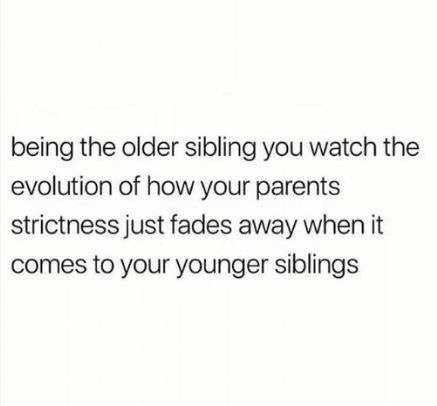 being the older sibling you watch the
evolution of how your parents
strictness just fades away when it
comes to your younger siblings